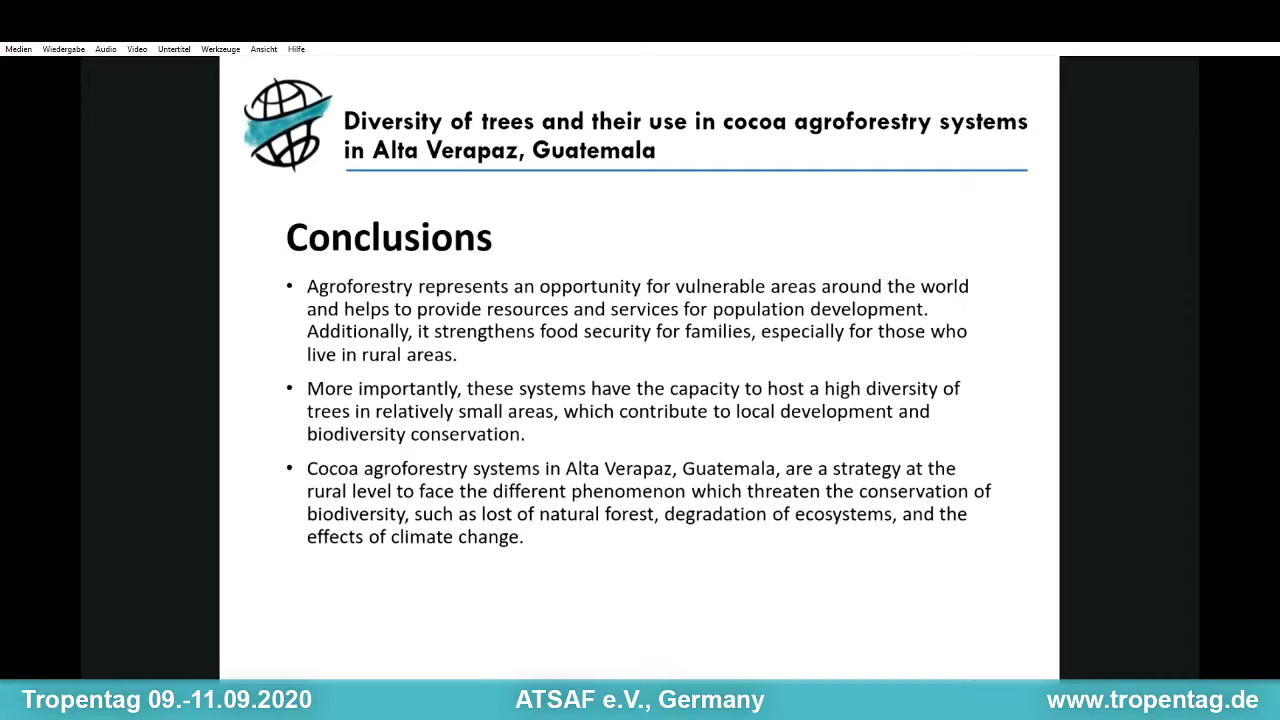 Medien Wiedergabe Audio Video Untertitel Werkzeuge Ansicht Hilfe
Diversity of trees and their use in cocoa agroforestry systems
in Alta Verapaz, Guatemala
Conclusions
• Agroforestry represents an opportunity for vulnerable areas around the world
and helps to provide resources and services for population development.
Additionally, it strengthens food security for families, especially for those who
live in rural areas.
• More importantly, these systems have the capacity to host a high diversity of
trees in relatively small areas, which contribute to local development and
biodiversity conservation.
• Cocoa agroforestry systems in Alta Verapaz, Guatemala, are a strategy at the
rural level to face the different phenomenon which threaten the conservation of
biodiversity, such as lost of natural forest, degradation of ecosystems, and the
effects of climate change.
Tropentag 09.-11.09.2020 ATSAF e.V., Germany www.tropentag.de